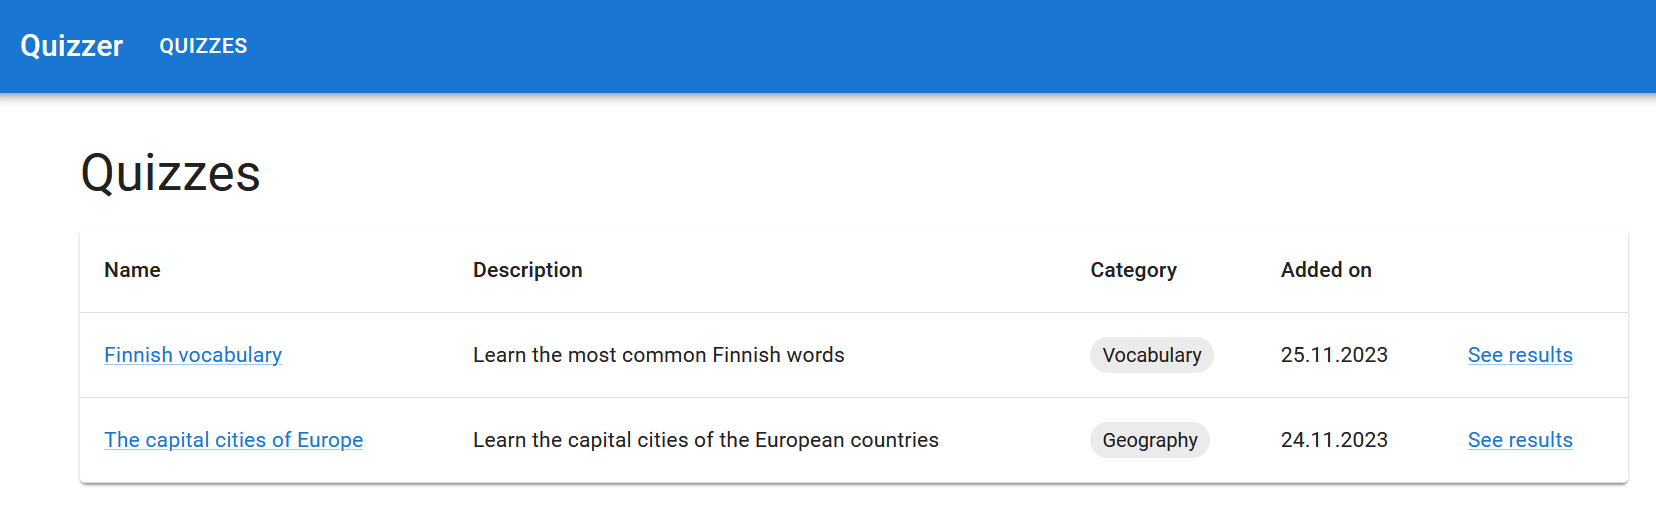 Quizzer QUIZZES
Quizzes
Name Description Category Added on
Finnish vocabulary Learn the most common Finnish words Vocabulary 25.11.2023 See results
The capital cities of Europe Learn the capital cities of the European countries Geography 24.11.2023 See results